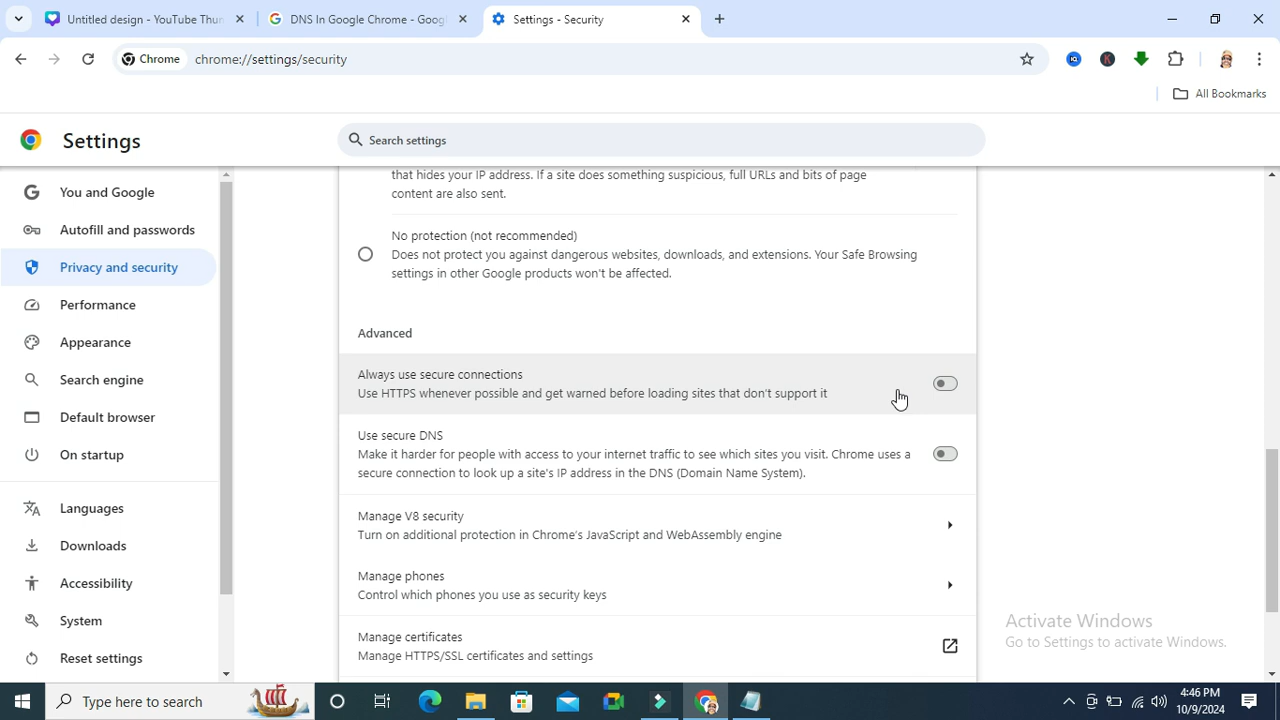 Untitled design - YouTube Thun
DNS In Google Chrome - Goog
Settings - Security
Chrome
chrome://settings/security
All Bookmarks
Settings
Search settings
You and Google
Autofill and passwords
Privacy and security
Performance
Appearance
Search engine
Default browser
On startup
Languages
Downloads
Accessibility
System
Reset settings
that hides your IP address. If a site does something suspicious, full URLs and bits of page
content are also sent.
No protection (not recommended)
Does not protect you against dangerous websites, downloads, and extensions. Your Safe Browsing
settings in other Google products won't be affected.
Advanced
Always use secure connections
Use HTTPS whenever possible and get warned before loading sites that don't support it
Use secure DNS
Make it harder for people with access to your internet traffic to see which sites you visit. Chrome uses a
secure connection to look up a site's IP address in the DNS (Domain Name System).
Manage V8 security
Turn on additional protection in Chrome's JavaScript and WebAssembly engine
Manage phones
Control which phones you use as security keys
Manage certificates
Manage HTTPS/SSL certificates and settings
Activate Windows
Go to Settings to activate Windows.
Type here to search
4:46 PM
10/9/2024